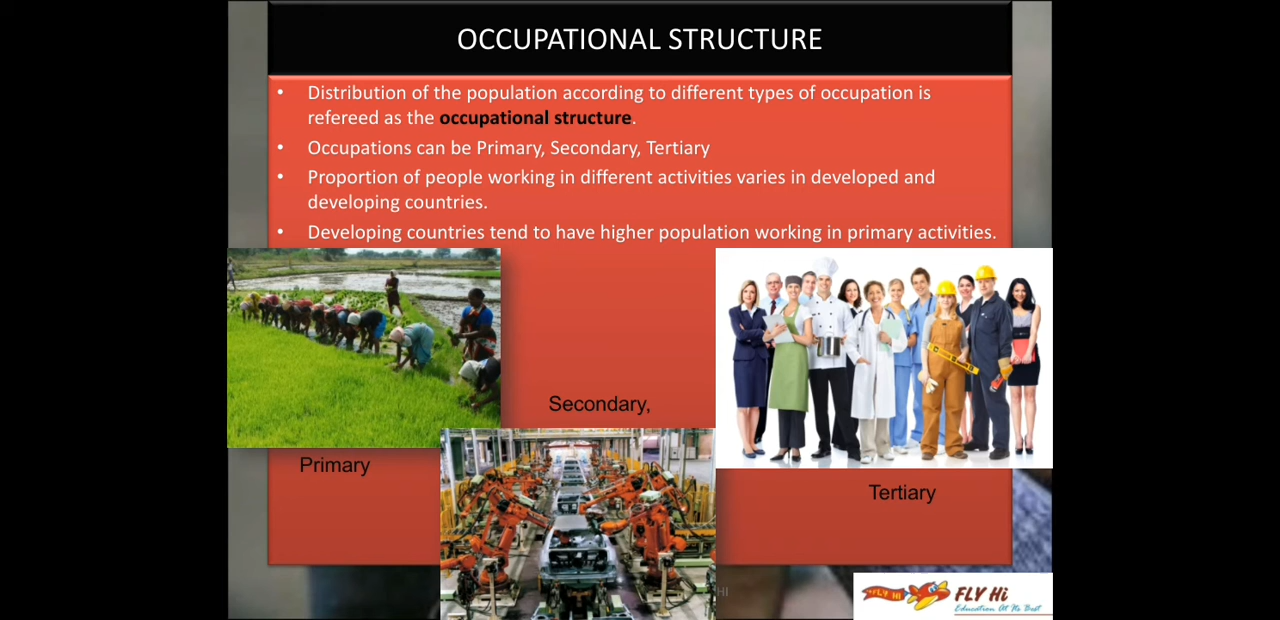 OCCUPATIONAL STRUCTURE
• Distribution of the population according to different types of occupation is
refereed as the occupational structure.
• Occupations can be Primary, Secondary, Tertiary
• Proportion of people working in different activities varies in developed and
developing countries.
• Developing countries tend to have higher population working in primary activities.
Secondary,
Primary
Tertiary
HI
FLY HI
FLY Hi
Education At Its Best